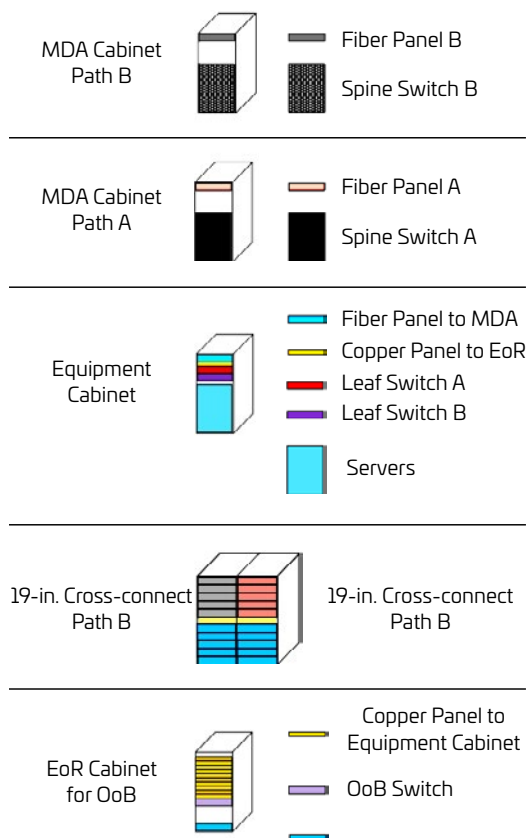 MDA Cabinet
Path B
Fiber Panel B
Spine Switch B
MDA Cabinet
Path A
Fiber Panel A
Spine Switch A
Equipment
Cabinet
Fiber Panel to MDA
Copper Panel to EoR
Leaf Switch A
Leaf Switch B
Servers
19-in. Cross-connect
Path B
19-in. Cross-connect
Path B
EoR Cabinet
for OoB
Copper Panel to
Equipment Cabinet
OoB Switch